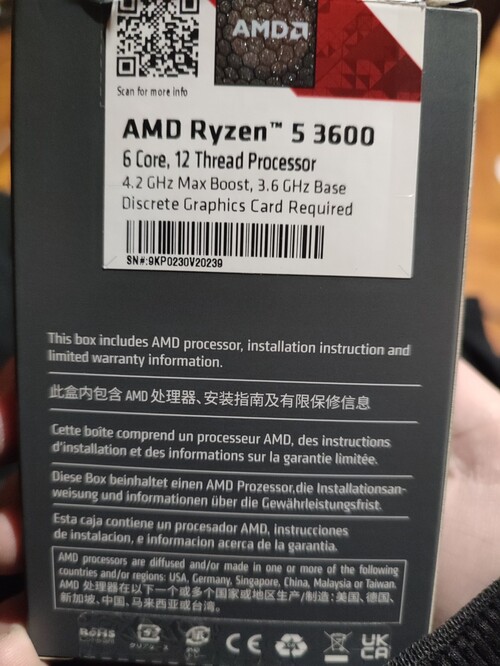 AMD
Scan for more info
AMD Ryzen™ 5 3600
6 Core, 12 Thread Processor
4.2 GHz Max Boost, 3.6 GHz Base
Discrete Graphics Card Required
SN#:9KP0230V20239
This box includes AMD processor, installation instruction and
limited warranty information.
此盒内包含 AMD 处理器、安装指南及有限保修信息
Cette boîte comprend un processeur AMD, des instructions
d'installation et des informations sur la garantie limitée.
Diese Box beinhaltet einen AMD Prozessor,die Installationsan-
weisung und informationen über die Gewährleistungsfrist.
Esta caja contiene un procesador AMD, instrucciones
de instalacion, e informacion acerca de la garantia.
AMD processors are diffused and/or made in one or more of the following
countries and/or regions: USA, Germany, Singapore, China, Malaysia or Taiwan.
AMD 处理器在以下一个或多个国家或地区生产/制造：美国、德国、
新加坡、中国、马来西亚或台湾。
RoHS CE UK
CA